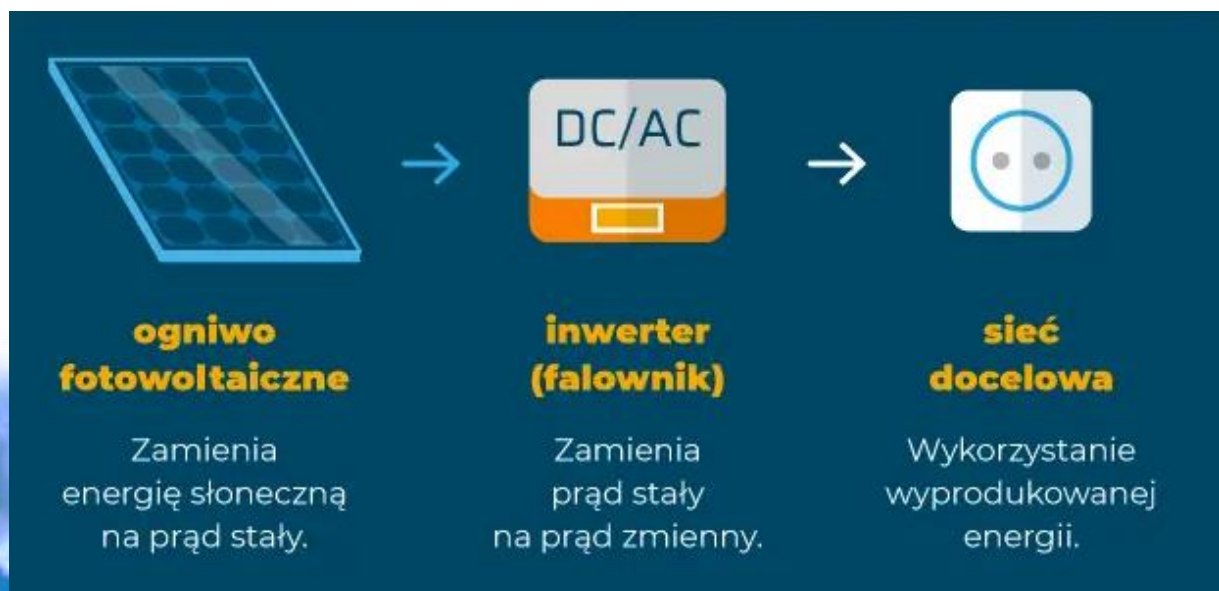 DC/AC
ogniwo
fotowoltaiczne
Zamienia
energię słoneczną
na prąd stały.
inwerter
(falownik)
Zamienia
prąd stały
na prąd zmienny.
sieć
docelowa
Wykorzystanie
wyprodukowanej
energii.